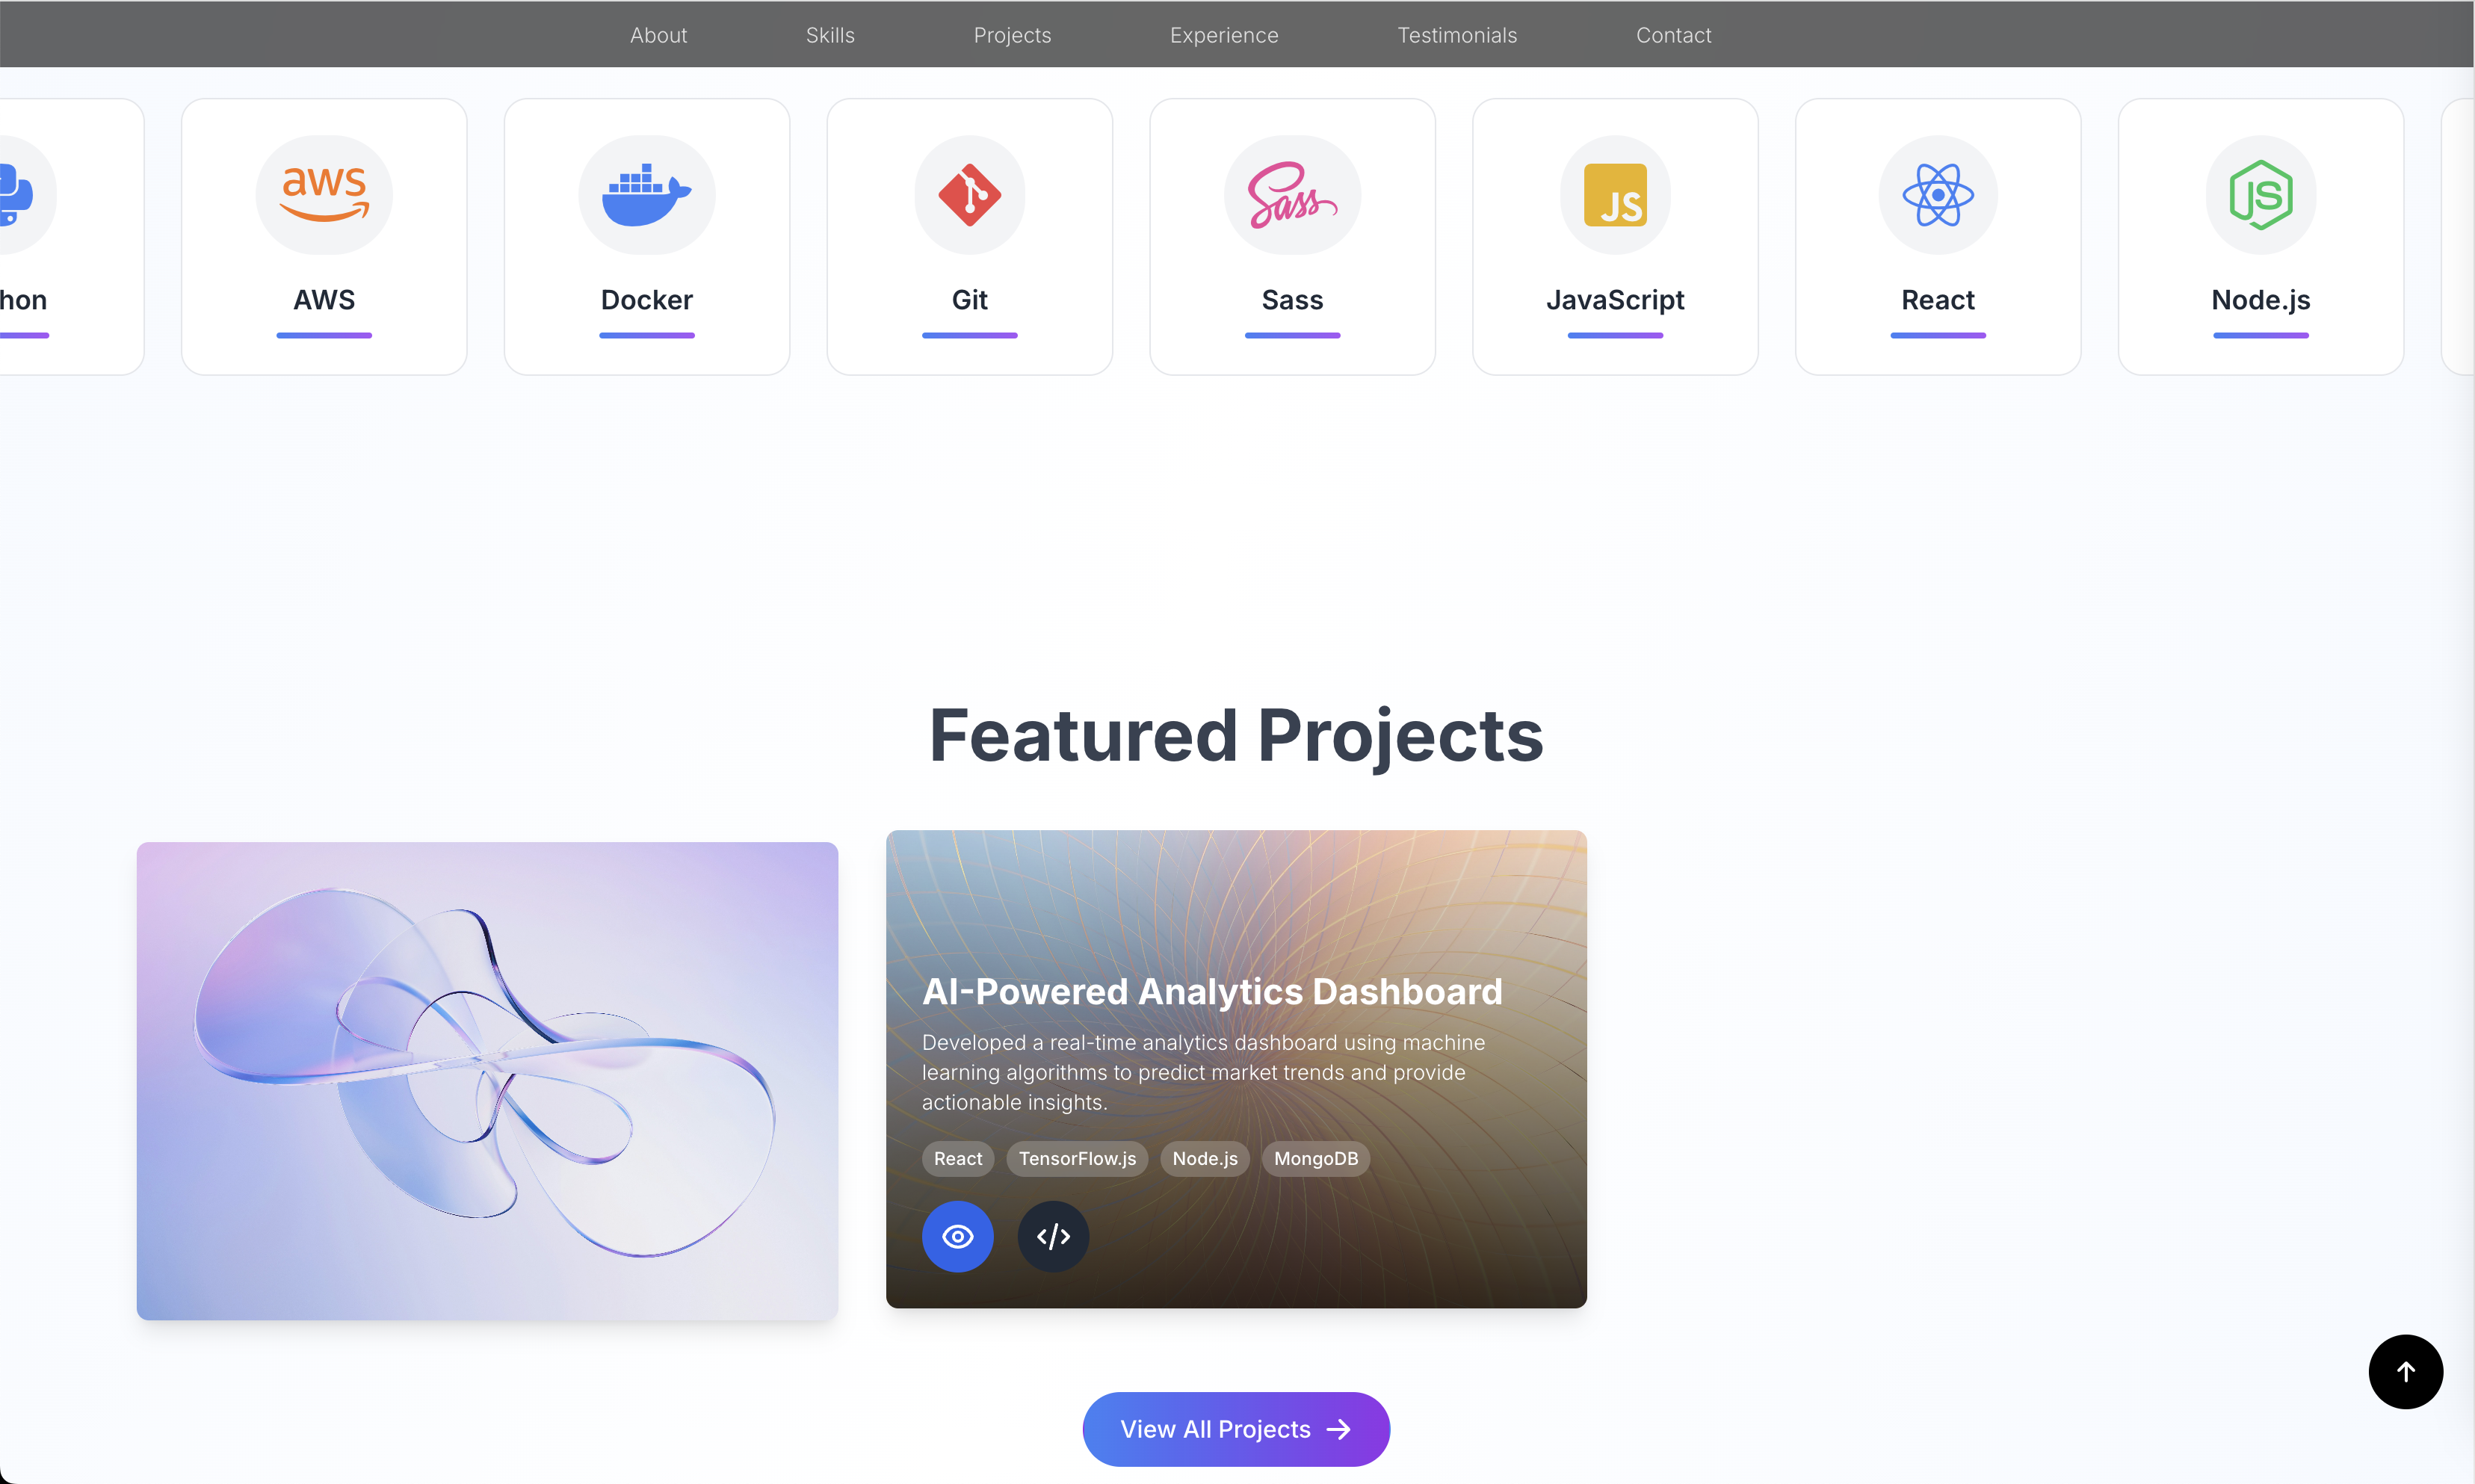 About Skills Projects Experience Testimonials Contact
aws
Sass
JS
JS
hon
AWS
Docker
Git
Sass
JavaScript
React
Node.js
Featured Projects
AI-Powered Analytics Dashboard
Developed a real-time analytics dashboard using machine
learning algorithms to predict market trends and provide
actionable insights.
React TensorFlow.js Node.js MongoDB
View All Projects